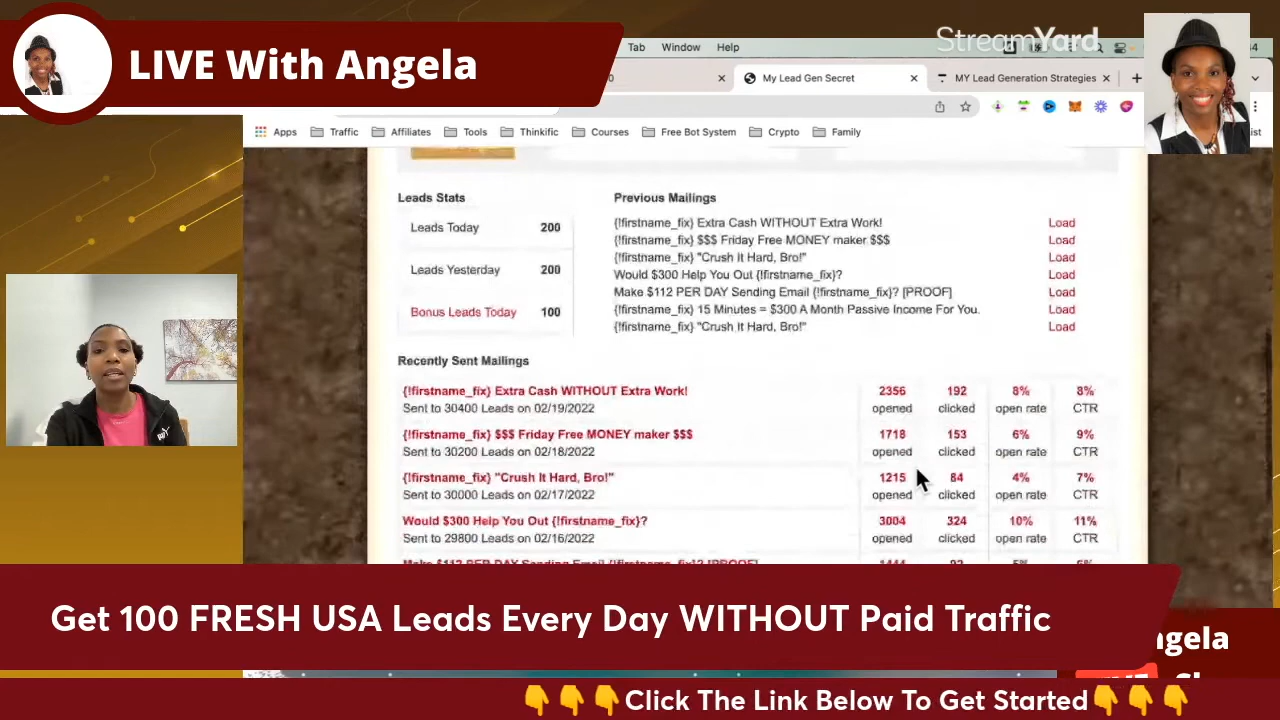 LIVE With Angela
StreamYard
Tab Window Help
My Lead Gen Secret
MY Lead Generation Strategies
Apps Traffic Affiliates Tools Thinkific Courses Free Bot System Crypto Family
Leads Stats
Leads Today 200
Leads Yesterday 200
Bonus Leads Today 100
Previous Mailings
{!firstname_fix} Extra Cash WITHOUT Extra Work! Load
{!firstname_fix} $$$ Friday Free MONEY maker $$$ Load
{!firstname_fix} "Crush It Hard, Bro!" Load
Would $300 Help You Out {!firstname_fix}? Load
Make $112 PER DAY Sending Email {!firstname_fix}? [PROOF] Load
{!firstname_fix} 15 Minutes = $300 A Month Passive Income For You. Load
{!firstname_fix} "Crush It Hard, Bro!" Load
Recently Sent Mailings
{!firstname_fix} Extra Cash WITHOUT Extra Work! 2356 192 8% 8%
Sent to 30400 Leads on 02/19/2022 opened clicked open rate CTR
{!firstname_fix} $$$ Friday Free MONEY maker $$$ 1718 153 6% 9%
Sent to 30200 Leads on 02/18/2022 opened clicked open rate CTR
{!firstname_fix} "Crush It Hard, Bro!" 1215 84 4% 7%
Sent to 30000 Leads on 02/17/2022 opened clicked open rate CTR
Would $300 Help You Out {!firstname_fix}? 3004 324 10% 11%
Sent to 29800 Leads on 02/16/2022 opened clicked open rate CTR
Get 100 FRESH USA Leads Every Day WITHOUT Paid Traffic
👇👇👇Click The Link Below To Get Started👇👇👇